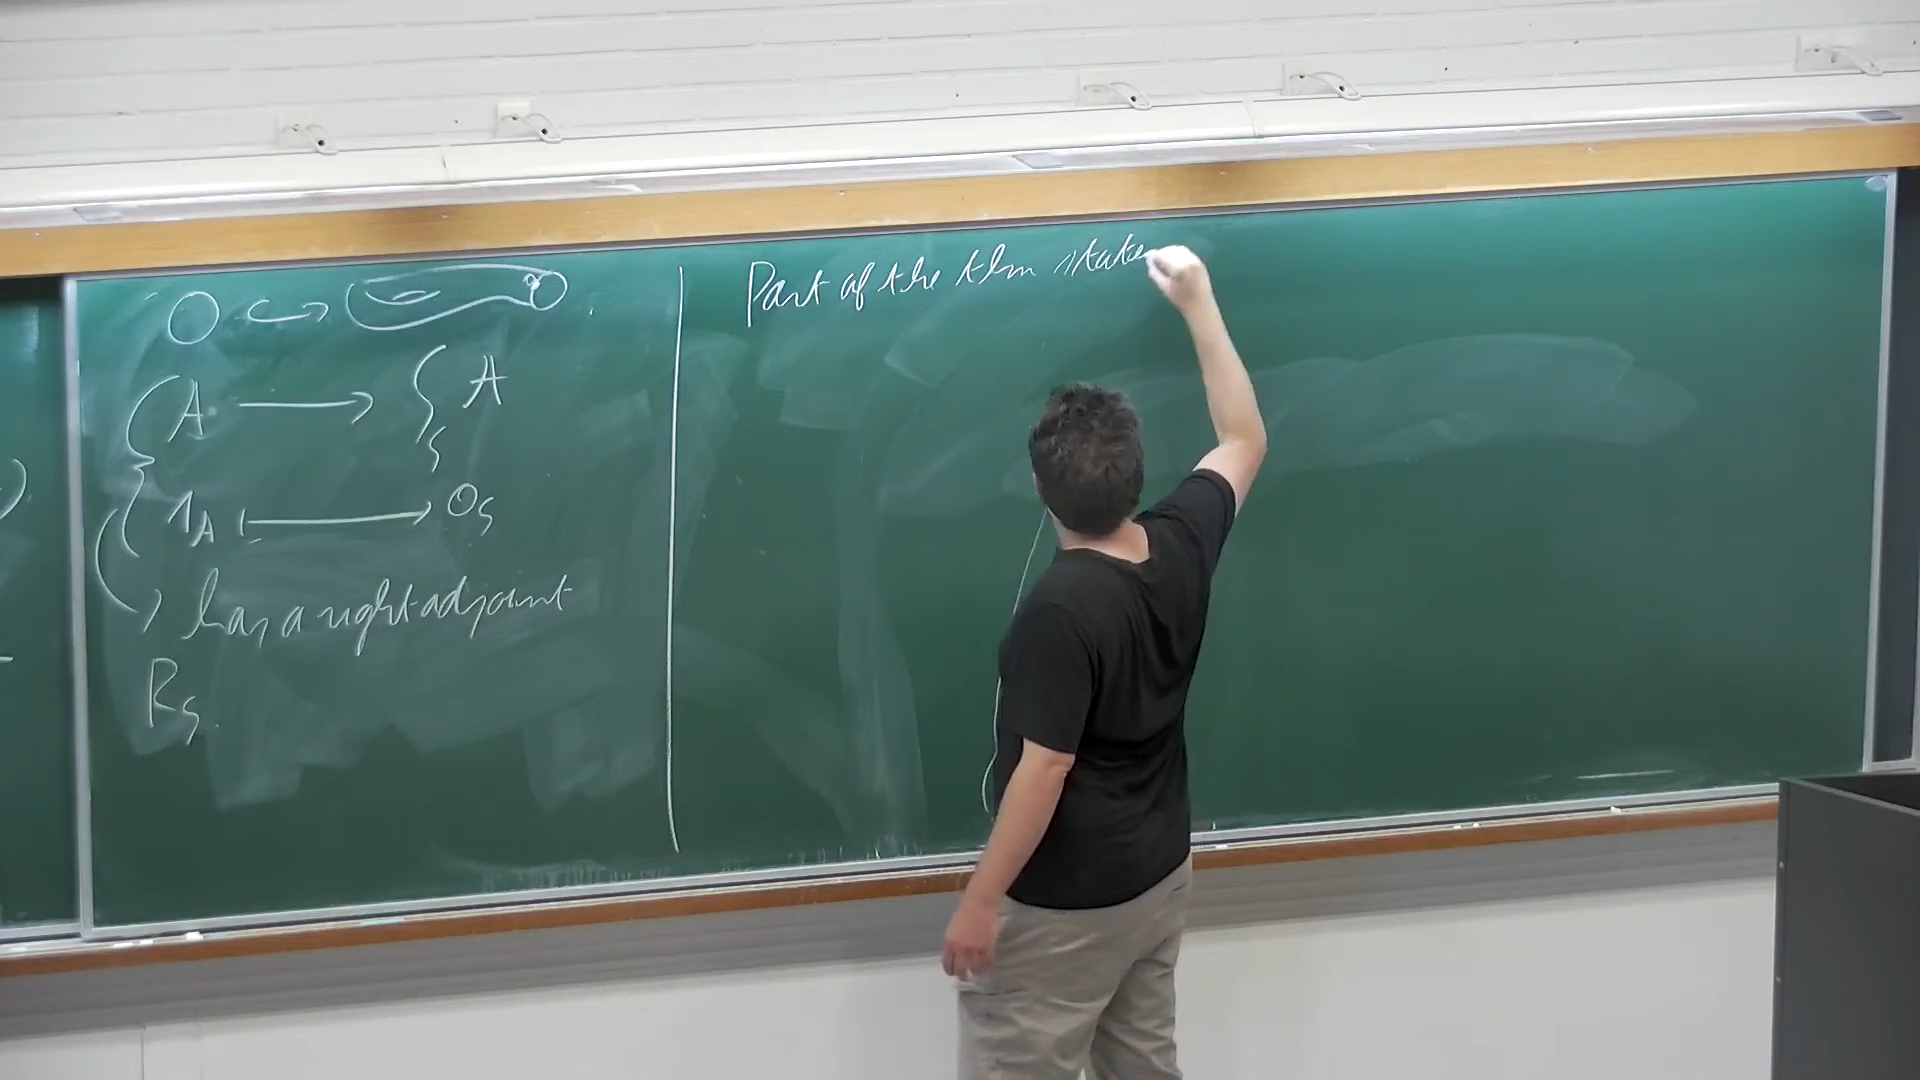 A → ∫ A
S
1_A ↦ O_S
has a right adjoint
R_S.
Part of the thm states